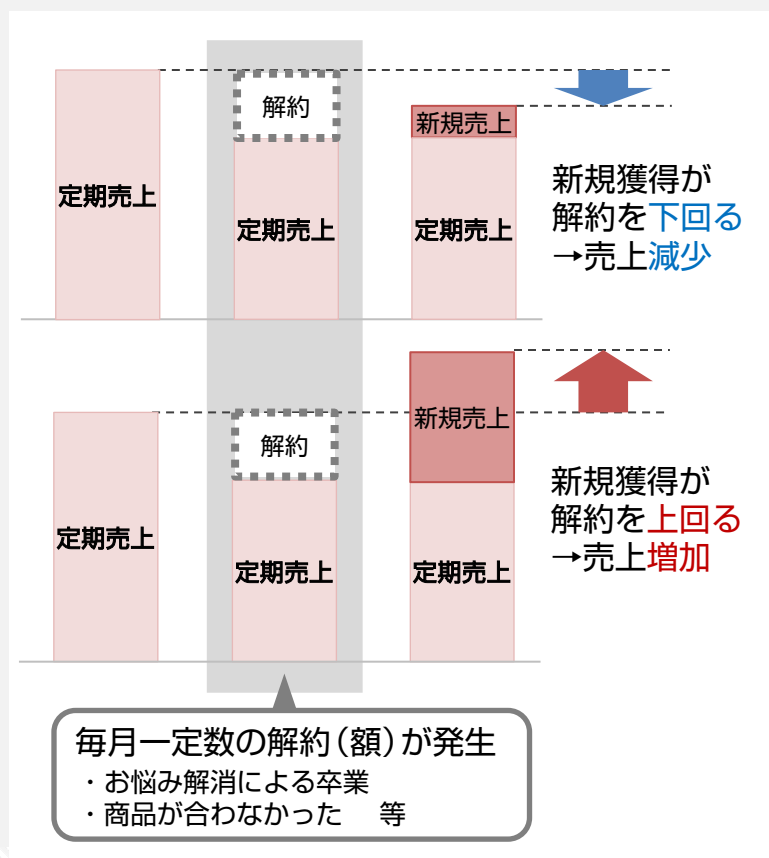 解約
新規売上
定期売上
定期売上
定期売上
新規獲得が
解約を下回る
→売上減少
解約
新規売上
定期売上
定期売上
定期売上
新規獲得が
解約を上回る
→売上増加
毎月一定数の解約(額)が発生
・お悩み解消による卒業
・商品が合わなかった 等